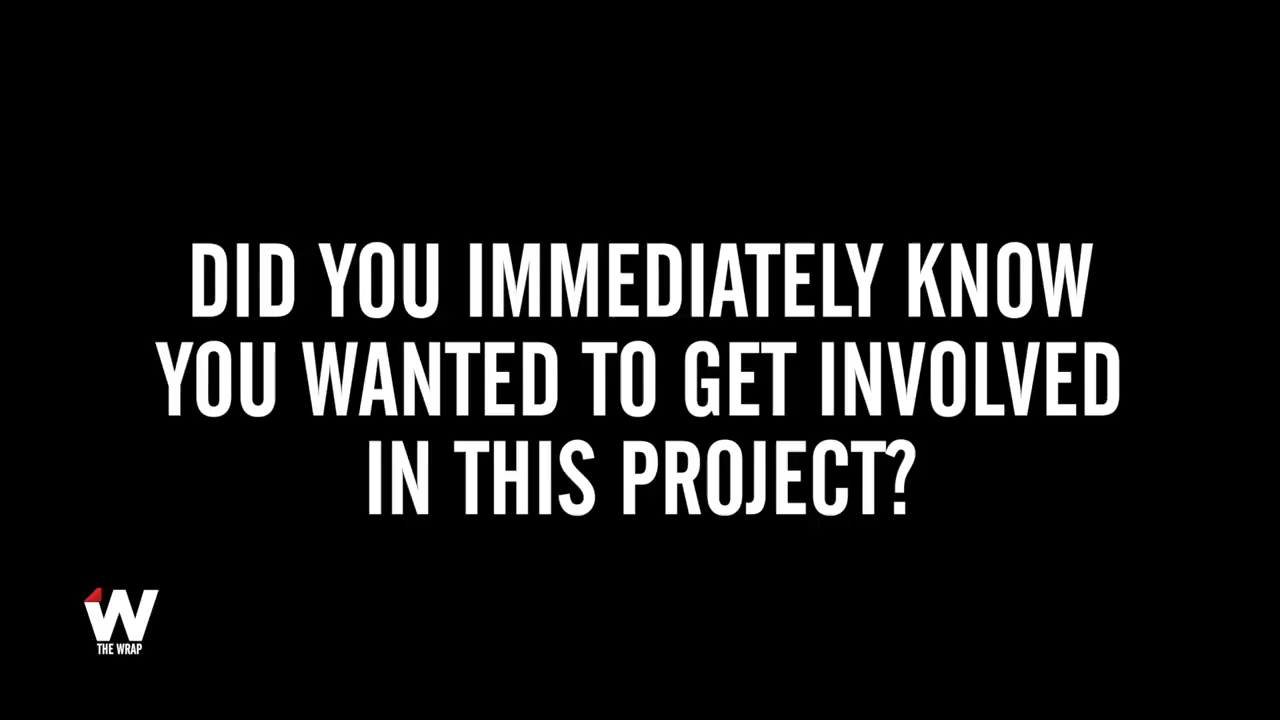 DID YOU IMMEDIATELY KNOW
YOU WANTED TO GET INVOLVED
IN THIS PROJECT?
W
THE WRAP